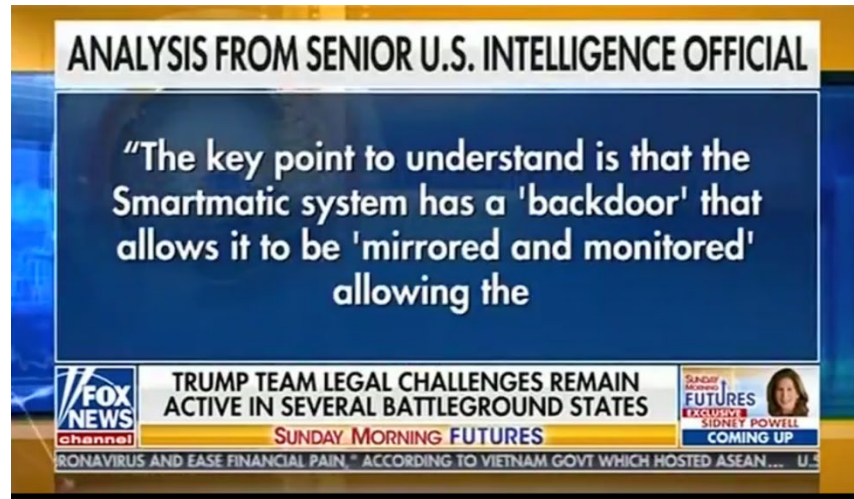 ANALYSIS FROM SENIOR U.S. INTELLIGENCE OFFICIAL
“The key point to understand is that the
Smartmatic system has a 'backdoor' that
allows it to be 'mirrored and monitored'
allowing the
FOX
NEWS
channel
TRUMP TEAM LEGAL CHALLENGES REMAIN
ACTIVE IN SEVERAL BATTLEGROUND STATES
SUNDAY MORNING FUTURES
SUNDAY
MORNING
FUTURES
EXCLUSIVE
SIDNEY POWELL
COMING UP
RONAVIRUS AND EASE FINANCIAL PAIN," ACCORDING TO VIETNAM GOVT WHICH HOSTED ASEAN... U.S